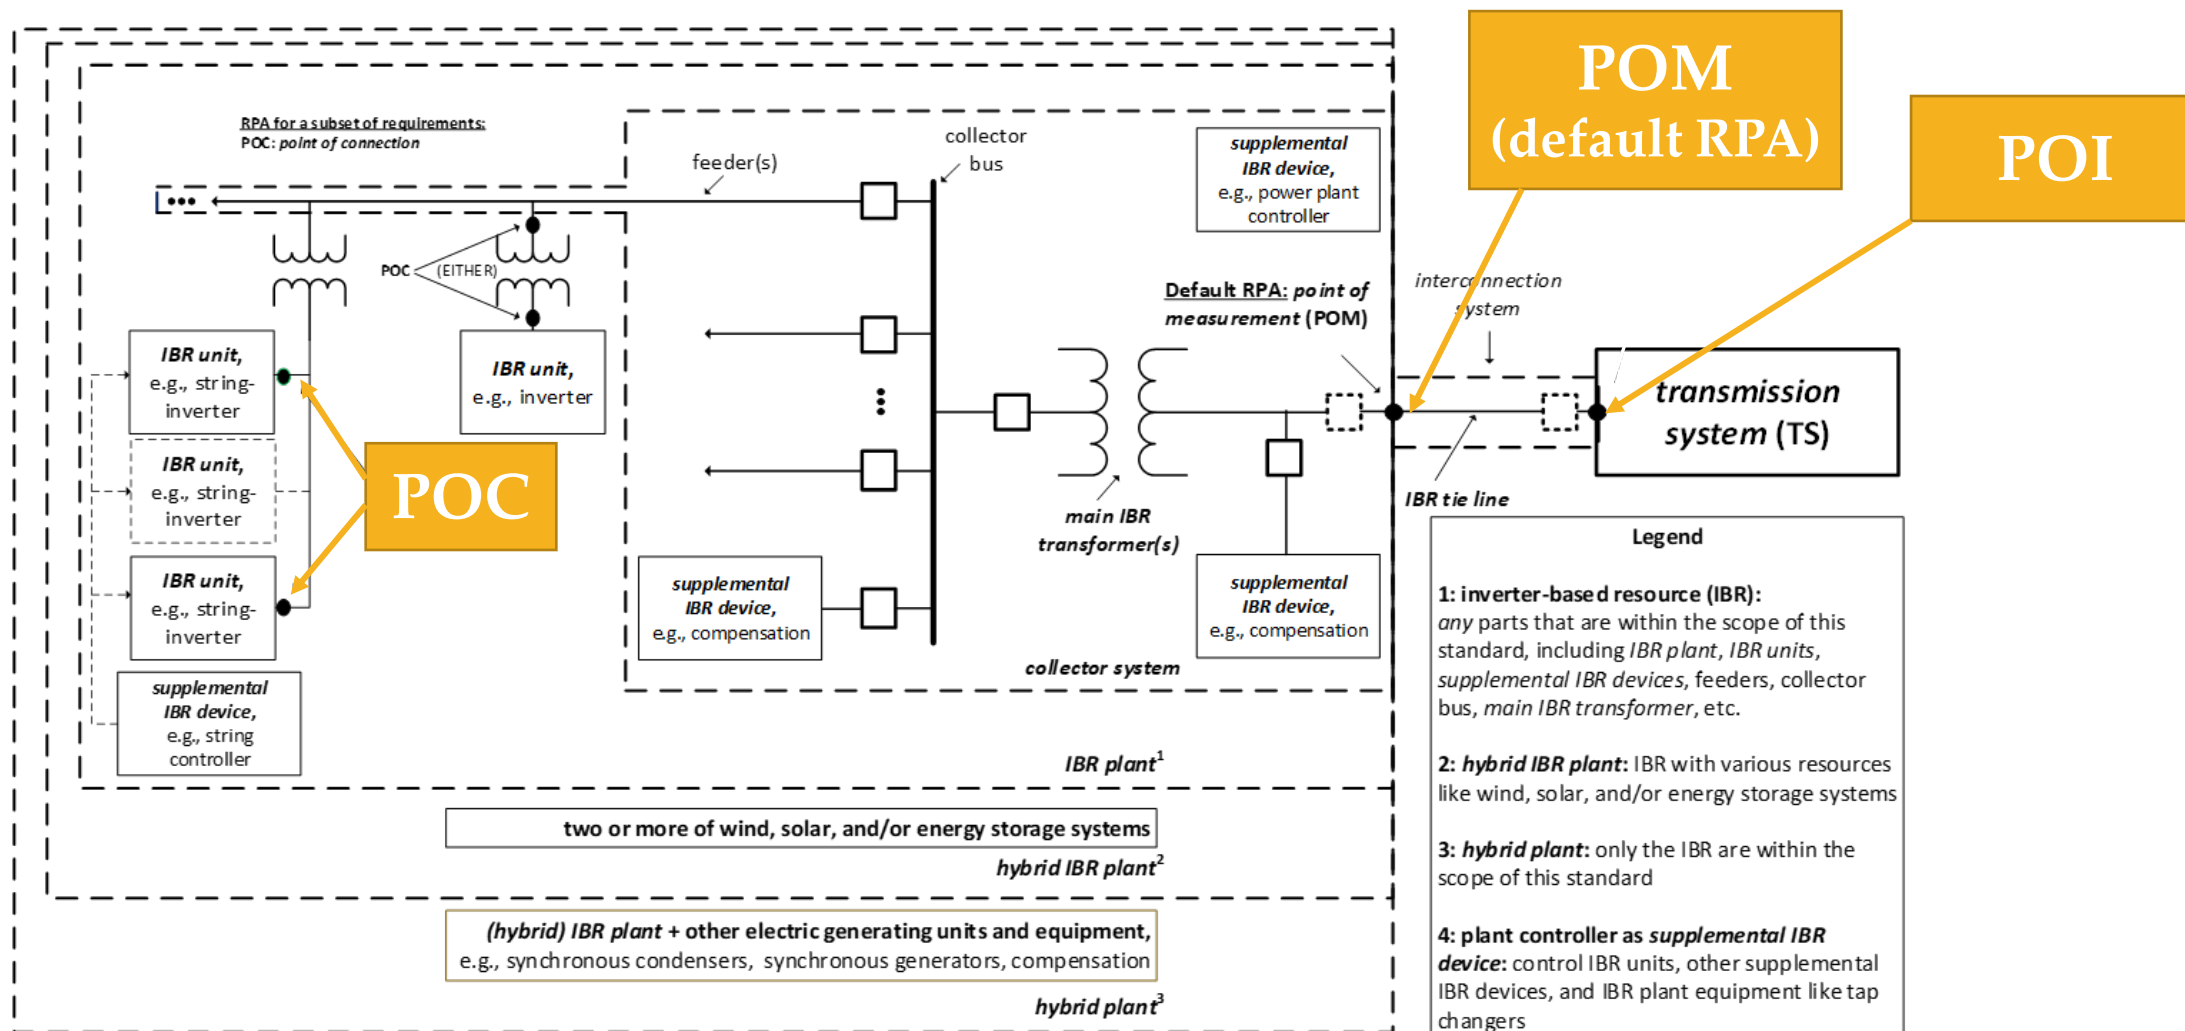 POM
(default RPA)
POI
RPA for a subset of requirements:
POC: point of connection
feeder(s)
collector
bus
supplemental
IBR device,
e.g., power plant
controller
POC
(EITHER)
Default RPA: point of
measurement (POM)
interconnection
system
IBR unit,
e.g., string-
inverter
IBR unit,
e.g., inverter
IBR unit,
e.g., string-
inverter
POC
IBR unit,
e.g., string-
inverter
supplemental
IBR device,
e.g., string
controller
supplemental
IBR device,
e.g., compensation
main IBR
transformer(s)
supplemental
IBR device,
e.g., compensation
collector system
transmission
system (TS)
IBR tie line
IBR plant1
two or more of wind, solar, and/or energy storage systems
hybrid IBR plant2
(hybrid) IBR plant + other electric generating units and equipment,
e.g., synchronous condensers, synchronous generators, compensation
hybrid plant3
Legend
1: inverter-based resource (IBR):
any parts that are within the scope of this
standard, including IBR plant, IBR units,
supplemental IBR devices, feeders, collector
bus, main IBR transformer, etc.
2: hybrid IBR plant: IBR with various resources
like wind, solar, and/or energy storage systems
3: hybrid plant: only the IBR are within the
scope of this standard
4: plant controller as supplemental IBR
device: control IBR units, other supplemental
IBR devices, and IBR plant equipment like tap
changers